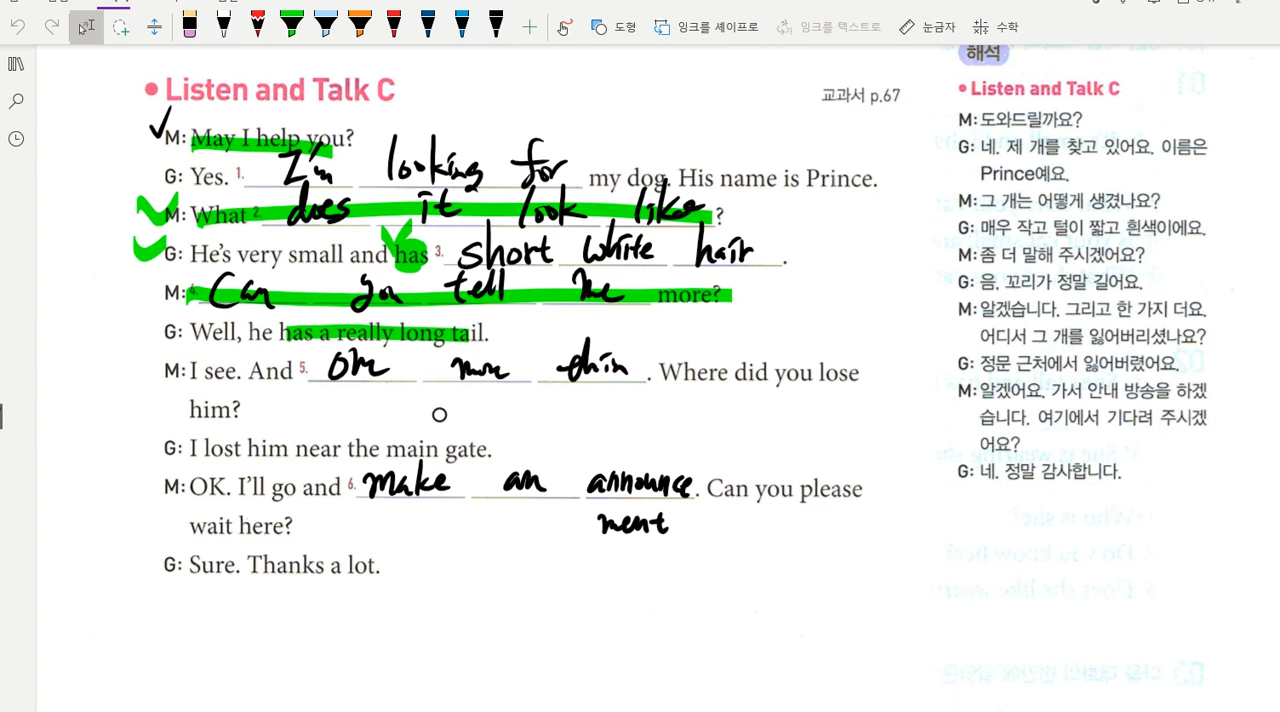 도형
잉크를 셰이프로
잉크를 텍스트로
눈금자
수학
해석
• Listen and Talk C
교과서 p.67
M: May I help you?
G: Yes. 1. I'm looking for my dog. His name is Prince.
M: What 2. does it look like ?
G: He's very small and has 3. short white hair .
M: 4. Can you tell me more?
G: Well, he has a really long tail.
M: I see. And 5. one more thin . Where did you lose
him?
G: I lost him near the main gate.
M: OK. I'll go and 6. make an announce . Can you please
ment
wait here?
G: Sure. Thanks a lot.
• Listen and Talk C
M: 도와드릴까요?
G: 네. 제 개를 찾고 있어요. 이름은
Prince예요.
M: 그 개는 어떻게 생겼나요?
G: 매우 작고 털이 짧고 흰색이에요.
M: 좀 더 말해 주시겠어요?
G: 음, 꼬리가 정말 길어요.
M: 알겠습니다. 그리고 한 가지 더요.
어디서 그 개를 잃어버리셨나요?
G: 정문 근처에서 잃어버렸어요.
M: 알겠어요. 가서 안내 방송을 하겠
습니다. 여기에서 기다려 주시겠
어요?
G: 네. 정말 감사합니다.